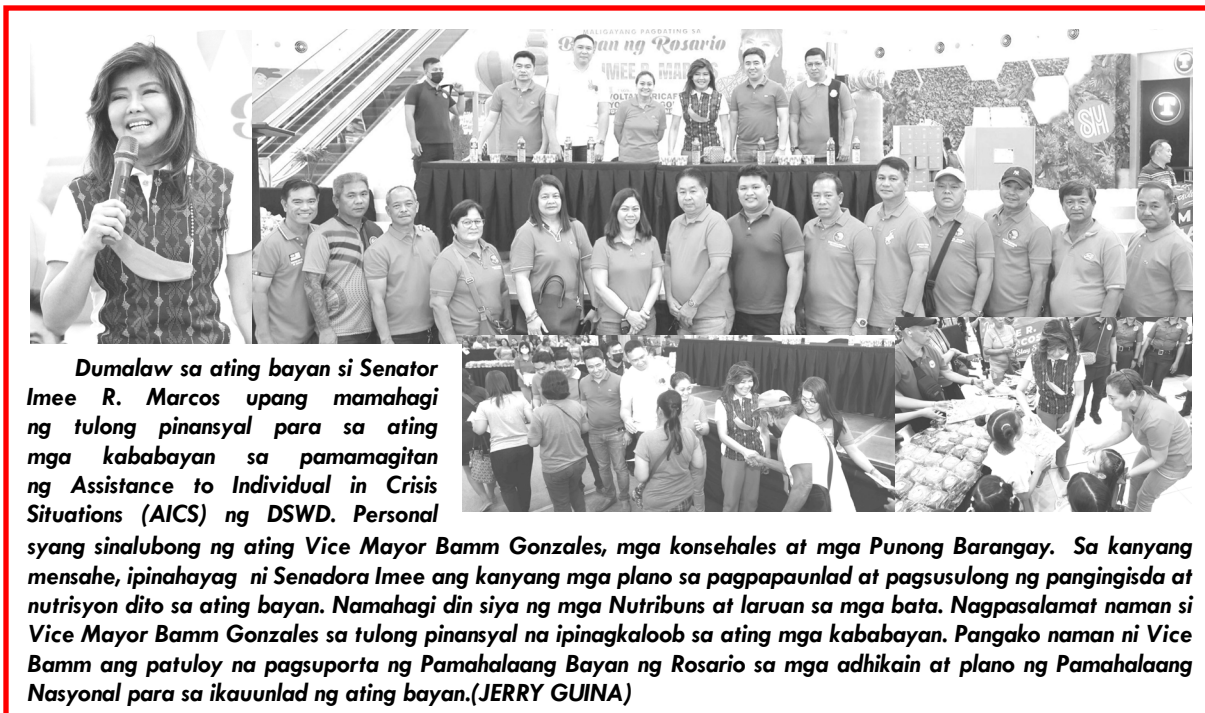 MALIGAYANG PAGDATING SA
Bayan ng Rosario
IMEE R. MAR
SM
T
Dumalaw sa ating bayan si Senator
Imee R. Marcos upang mamahagi
ng tulong pinansyal para sa ating
mga kababayan sa pamamagitan
ng Assistance to Individual in Crisis
Situations (AICS) ng DSWD. Personal
syang sinalubong ng ating Vice Mayor Bamm Gonzales, mga konsehales at mga Punong Barangay. Sa kanyang
mensahe, ipinahayag ni Senadora Imee ang kanyang mga plano sa pagpapaunlad at pagsusulong ng pangingisda at
nutrisyon dito sa ating bayan. Namahagi din siya ng mga Nutribuns at laruan sa mga bata. Nagpasalamat naman si
Vice Mayor Bamm Gonzales sa tulong pinansyal na ipinagkaloob sa ating mga kababayan. Pangako naman ni Vice
Bamm ang patuloy na pagsuporta ng Pamahalaang Bayan ng Rosario sa mga adhikain at plano ng Pamahalaang
Nasyonal para sa ikauunlad ng ating bayan.(JERRY GUINA)